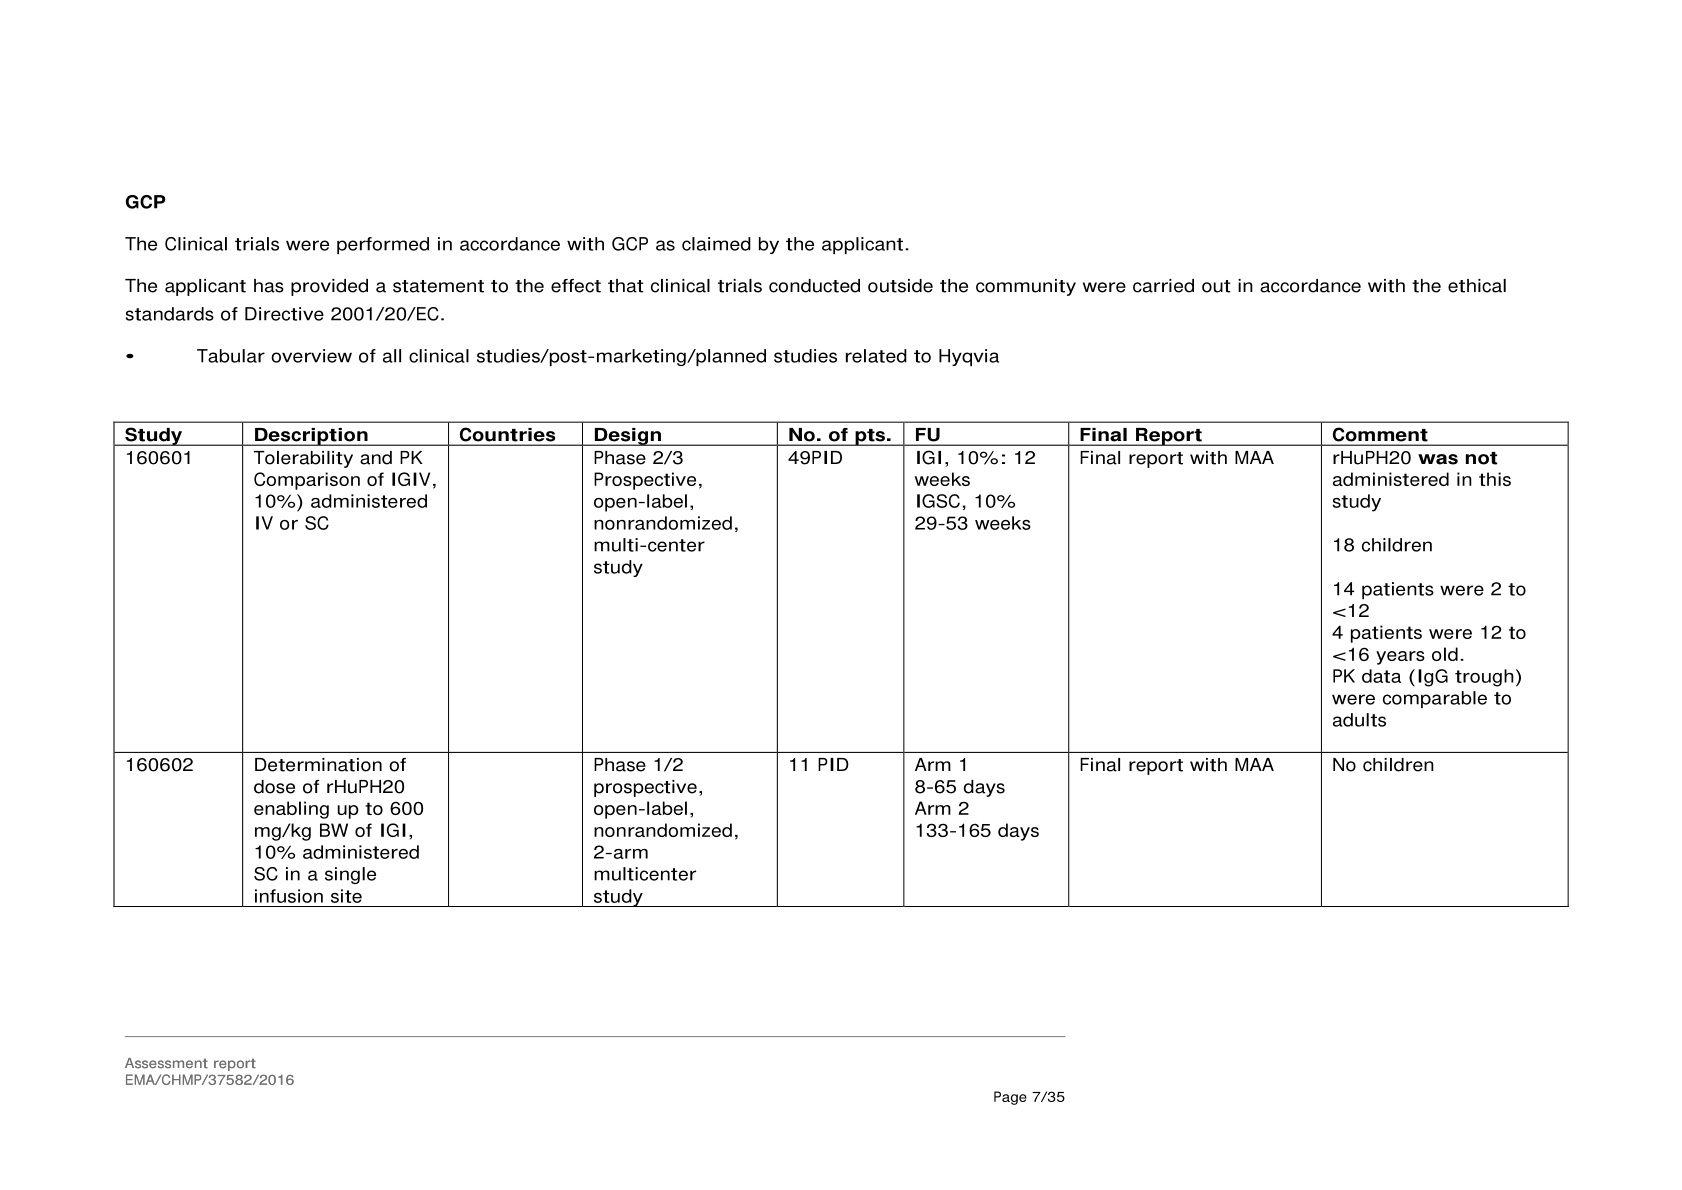 GCP
The Clinical trials were performed in accordance with GCP as claimed by the applicant.
The applicant has provided a statement to the effect that clinical trials conducted outside the community were carried out in accordance with the ethical
standards of Directive 2001/20/EC.
• Tabular overview of all clinical studies/post-marketing/planned studies related to Hyqvia
Study Description Countries Design No. of pts. FU Final Report Comment
160601
Tolerability and PK
Comparison of IGIV,
10%) administered
IV or SC
Phase 2/3
Prospective,
open-label,
nonrandomized,
multi-center
study
49PID
IGI, 10%: 12
weeks
IGSC, 10%
29-53 weeks
Final report with MAA
rHuPH20 was not
administered in this
study
18 children
14 patients were 2 to
<12
4 patients were 12 to
<16 years old.
PK data (IgG trough)
were comparable to
adults
160602
Determination of
dose of rHuPH20
enabling up to 600
mg/kg BW of IGI,
10% administered
SC in a single
infusion site
Phase 1/2
prospective,
open-label,
nonrandomized,
2-arm
multicenter
study
11 PID
Arm 1
8-65 days
Arm 2
133-165 days
Final report with MAA
No children
Assessment report
EMA/CHMP/37582/2016
Page 7/35